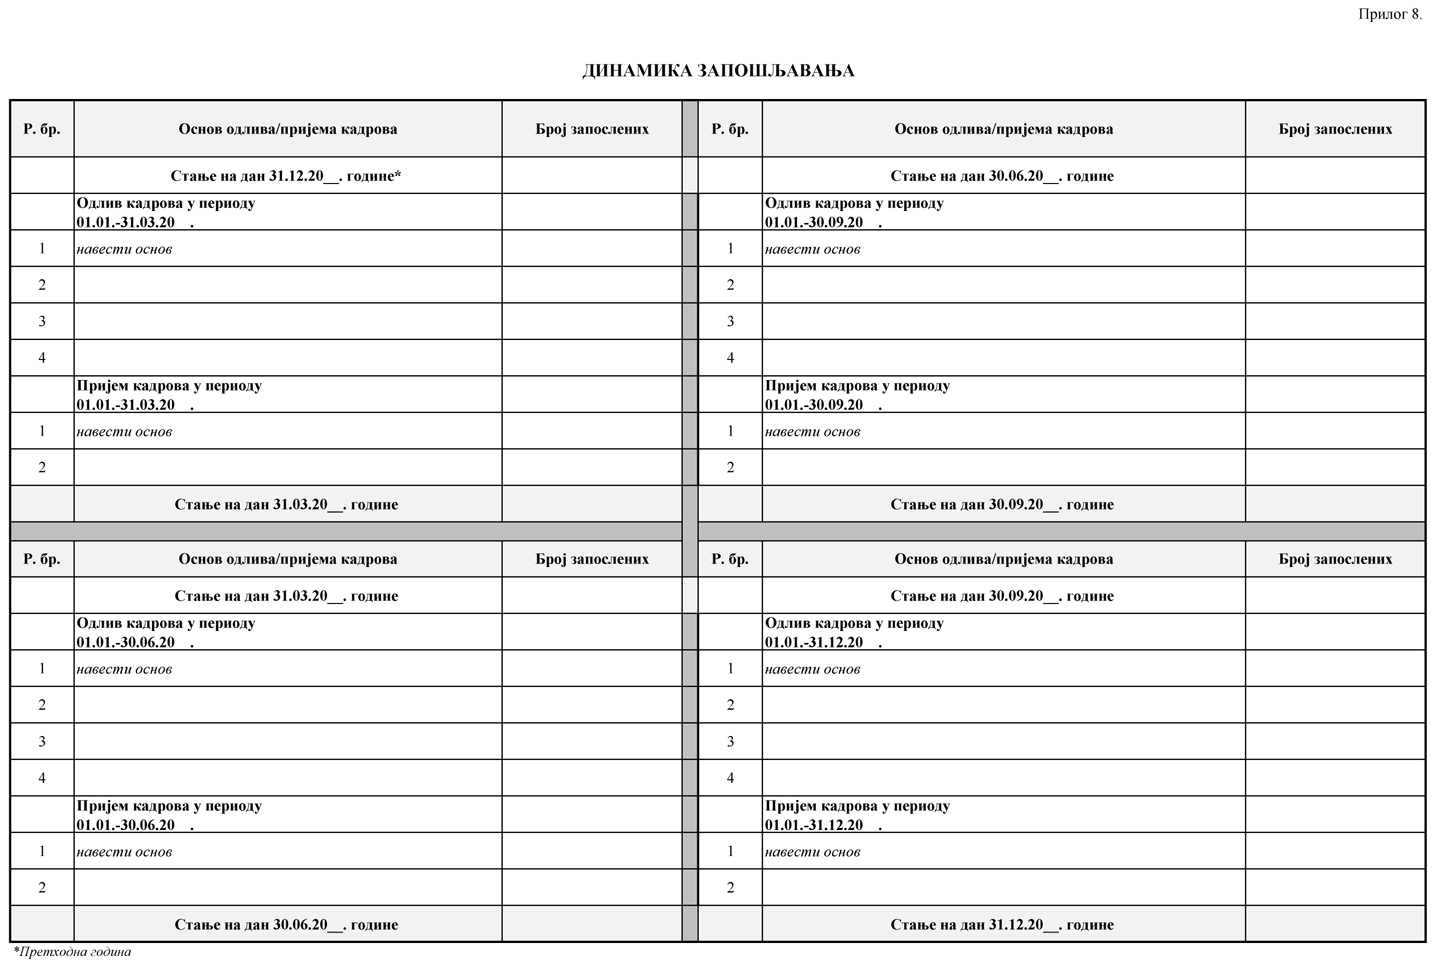 Прилог 8.
ДИНАМИКА ЗАПОШЉАВАЊА
Р. бр. Основ одлива/пријема кадрова Број запослених
Стање на дан 31.12.20__. године*
Одлив кадрова у периоду
01.01.-31.03.20 .
1 навести основ
2
3
4
Пријем кадрова у периоду
01.01.-31.03.20 .
1 навести основ
2
Стање на дан 31.03.20__. године
Р. бр. Основ одлива/пријема кадрова Број запослених
Стање на дан 30.06.20__. године
Одлив кадрова у периоду
01.01.-30.09.20 .
1 навести основ
2
3
4
Пријем кадрова у периоду
01.01.-30.09.20 .
1 навести основ
2
Стање на дан 30.09.20__. године
Р. бр. Основ одлива/пријема кадрова Број запослених
Стање на дан 31.03.20__. године
Одлив кадрова у периоду
01.01.-30.06.20 .
1 навести основ
2
3
4
Пријем кадрова у периоду
01.01.-30.06.20 .
1 навести основ
2
Стање на дан 30.06.20__. године
Р. бр. Основ одлива/пријема кадрова Број запослених
Стање на дан 30.09.20__. године
Одлив кадрова у периоду
01.01.-31.12.20 .
1 навести основ
2
3
4
Пријем кадрова у периоду
01.01.-31.12.20 .
1 навести основ
2
Стање на дан 31.12.20__. године
*Претходна година